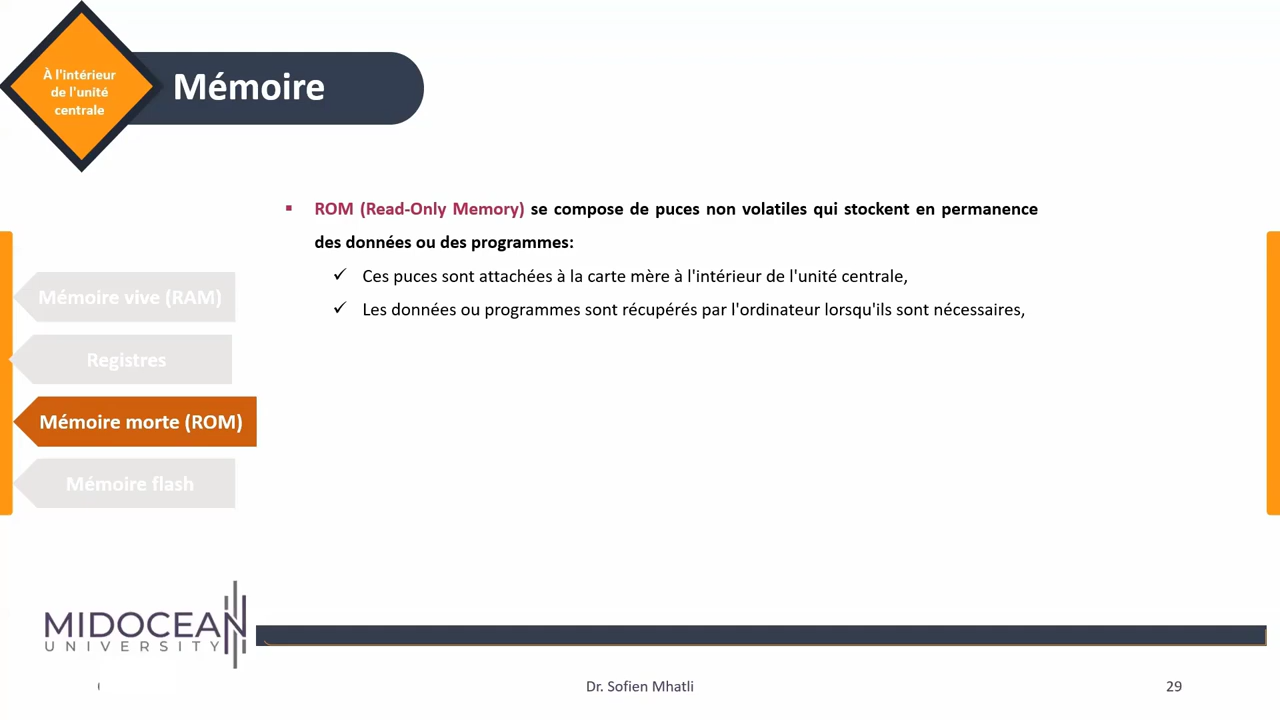 À l'intérieur
de l'unité
centrale
Mémoire
▪ ROM (Read-Only Memory) se compose de puces non volatiles qui stockent en permanence
des données ou des programmes:
✓ Ces puces sont attachées à la carte mère à l'intérieur de l'unité centrale,
✓ Les données ou programmes sont récupérés par l'ordinateur lorsqu'ils sont nécessaires,
Mémoire vive (RAM)
Registres
Mémoire morte (ROM)
Mémoire flash
MIDOCEAN
UNIVERSITY
Dr. Sofien Mhatli
29